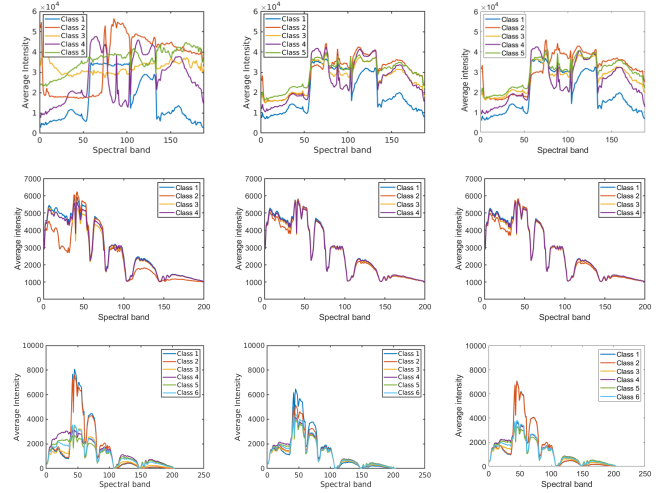 ×10⁴
6
5
4
3
2
1
0
Average intensity
Class 1
Class 2
Class 3
Class 4
Class 5
0 50 100 150
Spectral band
×10⁴
6
5
4
3
2
1
0
Average intensity
Class 1
Class 2
Class 3
Class 4
Class 5
0 50 100 150
Spectral band
×10⁴
6
5
4
3
2
1
0
Average intensity
Class 1
Class 2
Class 3
Class 4
Class 5
0 50 100 150
Spectral band
7000
6000
5000
4000
3000
2000
1000
0
Average intensity
Class 1
Class 2
Class 3
Class 4
0 50 100 150 200
Spectral band
7000
6000
5000
4000
3000
2000
1000
0
Average intensity
Class 1
Class 2
Class 3
Class 4
0 50 100 150 200
Spectral band
7000
6000
5000
4000
3000
2000
1000
0
Average intensity
Class 1
Class 2
Class 3
Class 4
0 50 100 150 200
Spectral band
10000
8000
6000
4000
2000
0
Average intensity
Class 1
Class 2
Class 3
Class 4
Class 5
Class 6
0 50 100 150 200 250
Spectral band
10000
8000
6000
4000
2000
0
Average intensity
Class 1
Class 2
Class 3
Class 4
Class 5
Class 6
0 50 100 150 200 250
Spectral band
10000
8000
6000
4000
2000
0
Average intensity
Class 1
Class 2
Class 3
Class 4
Class 5
Class 6
0 50 100 150 200 250
Spectral band